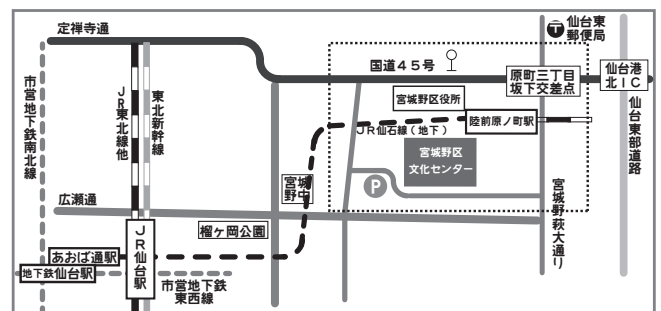 定禅寺通
仙台東
郵便局
国道４５号
原町三丁目
坂下交差点
仙台港
北ＩＣ
市営地下鉄南北線
ＪＲ東北線他
東北新幹線
宮城野区役所
陸前原ノ町駅
仙台東部道路
ＪＲ仙石線（地下）
宮城野区
文化センター
P
宮城
野中
宮城野萩大通り
広瀬通
榴ヶ岡公園
ＪＲ仙台駅
あおば通駅
地下鉄仙台駅
市営地下鉄
東西線